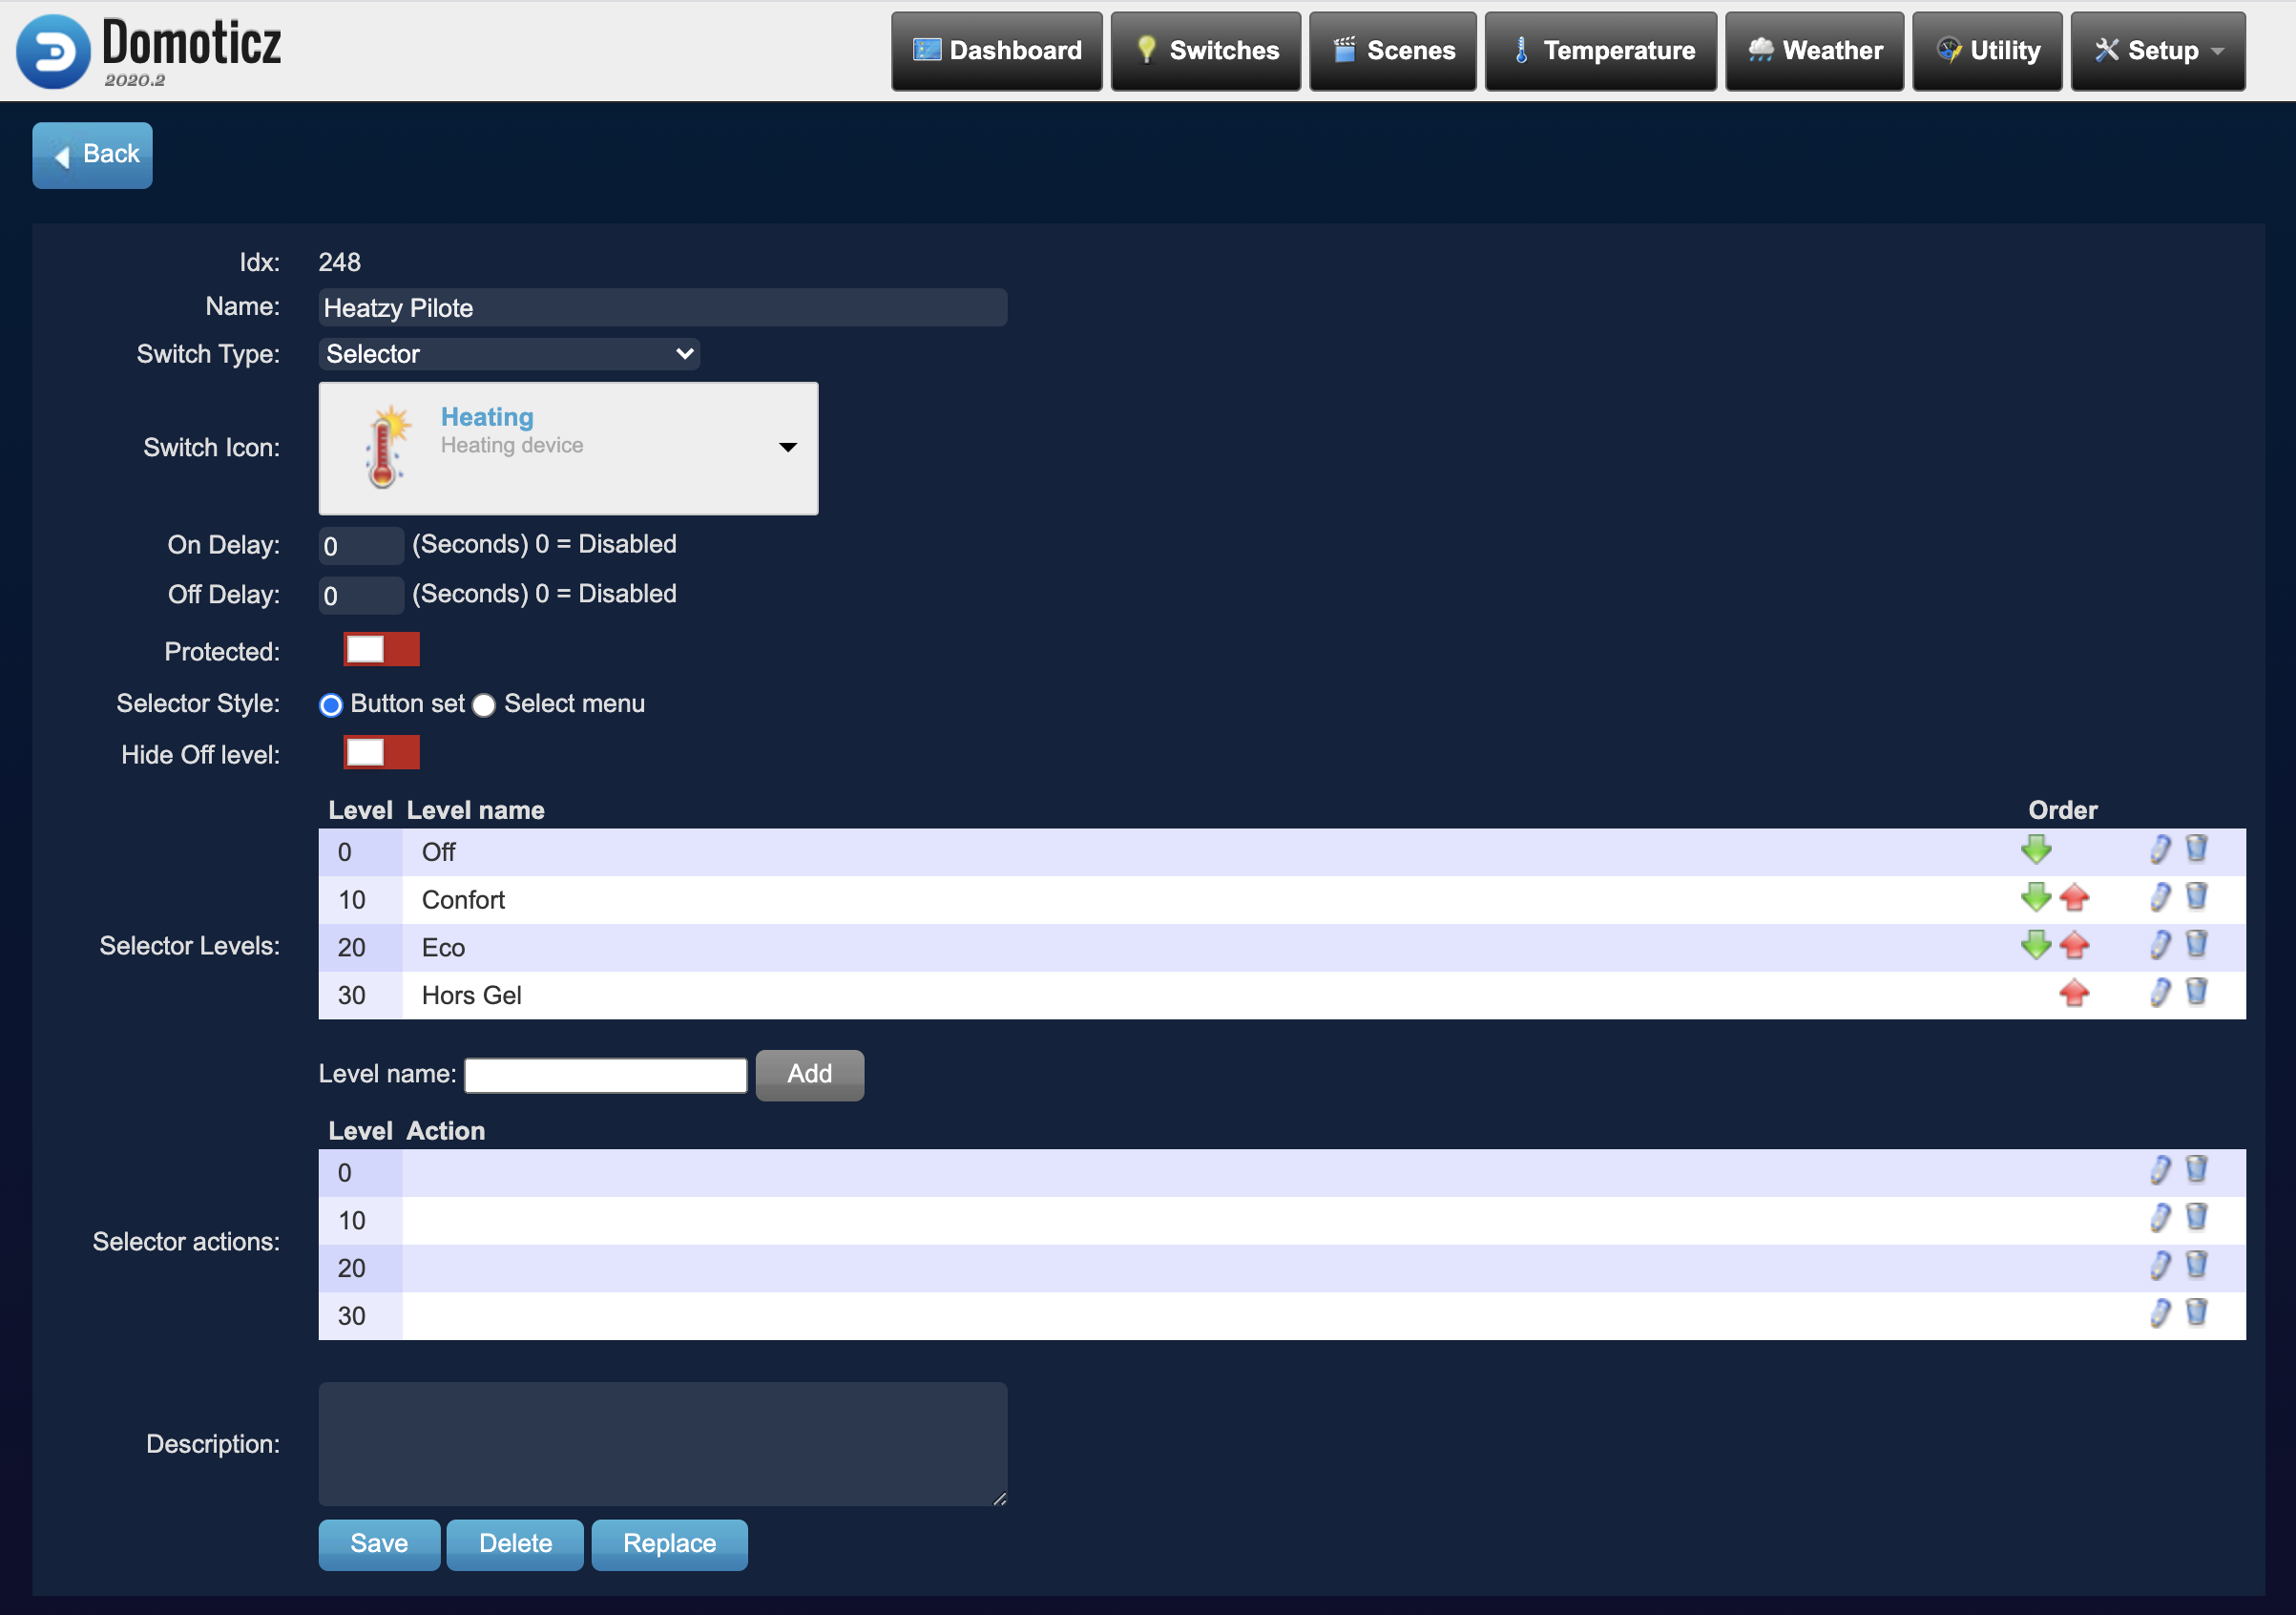 Domoticz
2020.2
Dashboard Switches Scenes Temperature Weather Utility Setup
Back
Idx: 248
Name: Heatzy Pilote
Switch Type: Selector
Switch Icon: Heating
Heating device
On Delay: 0 (Seconds) 0 = Disabled
Off Delay: 0 (Seconds) 0 = Disabled
Protected:
Selector Style: Button set Select menu
Hide Off level:
Level Level name Order
0 Off
10 Confort
20 Eco
30 Hors Gel
Selector Levels:
Level name: Add
Level Action
0
10
20
30
Selector actions:
Description:
Save Delete Replace